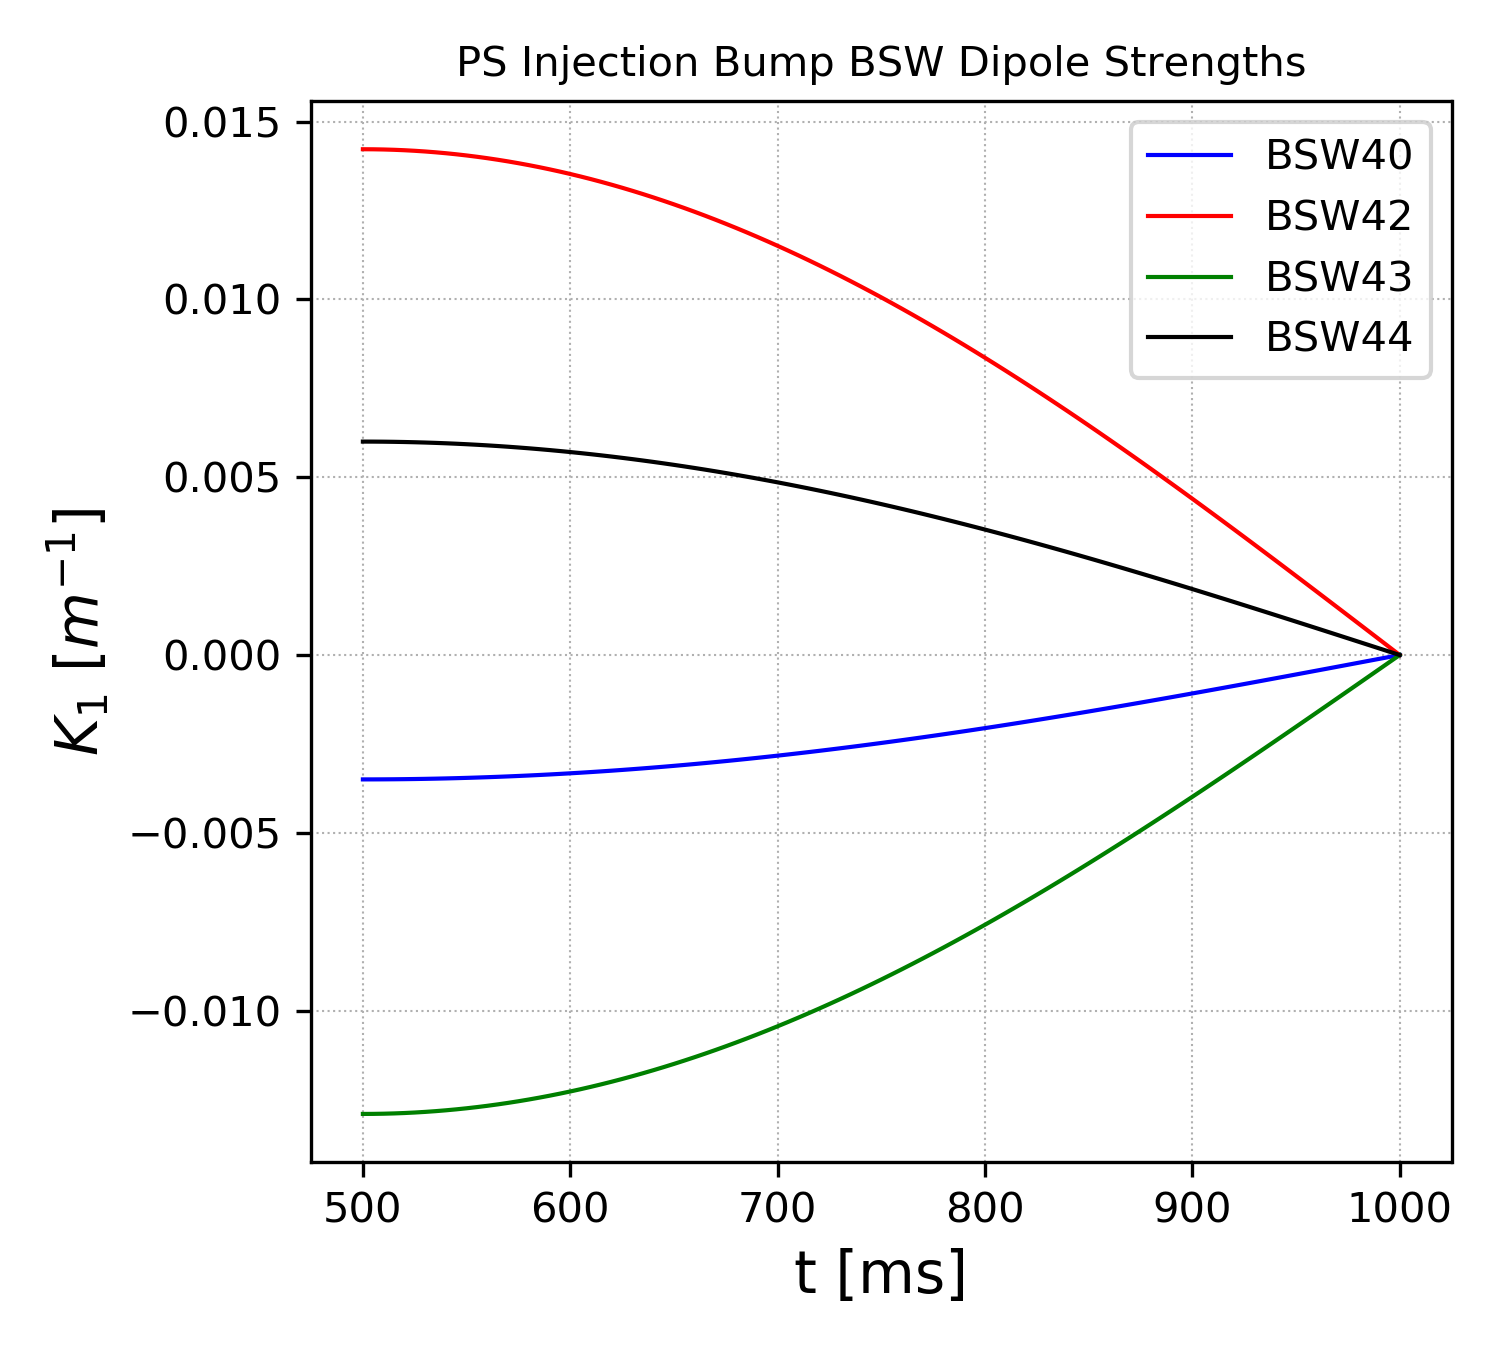 PS Injection Bump BSW Dipole Strengths
0.015
0.010
0.005
0.000
−0.005
−0.010
K₁ [m⁻¹]
BSW40
BSW42
BSW43
BSW44
500 600 700 800 900 1000
t [ms]